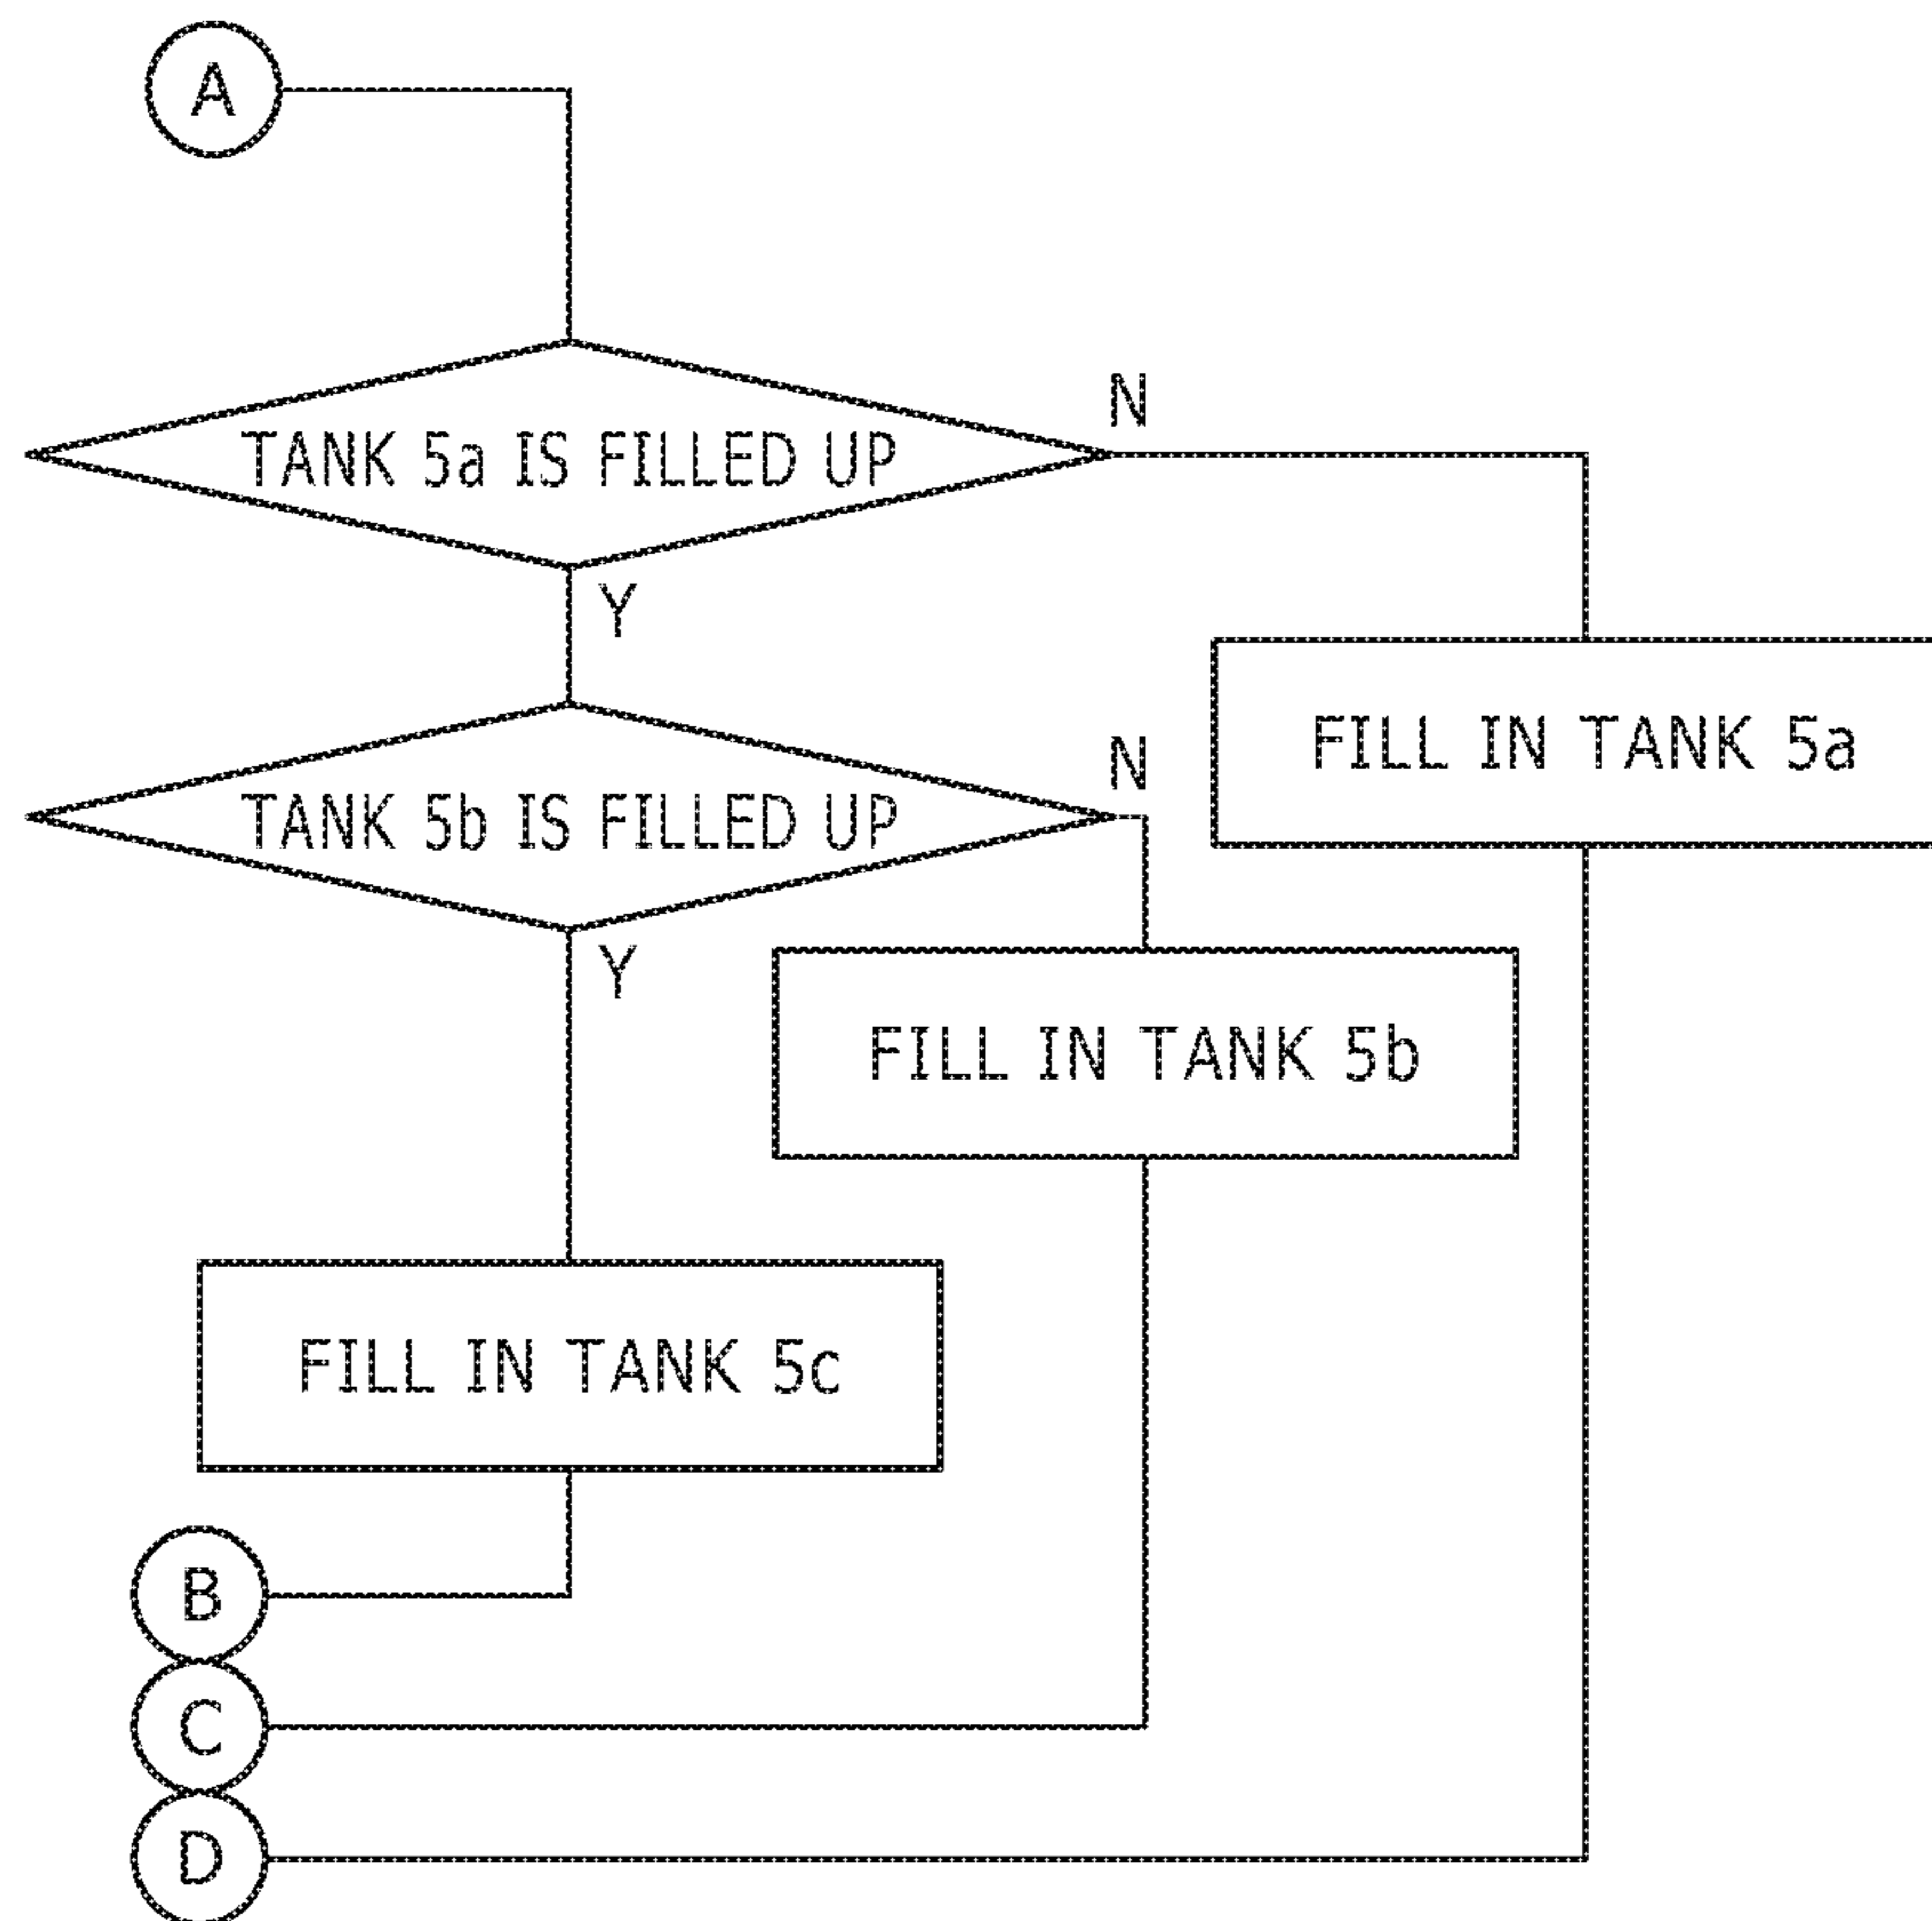 A
N
TANK 5a IS FILLED UP
Y
FILL IN TANK 5a
N
TANK 5b IS FILLED UP
Y
FILL IN TANK 5b
FILL IN TANK 5c
B
C
D